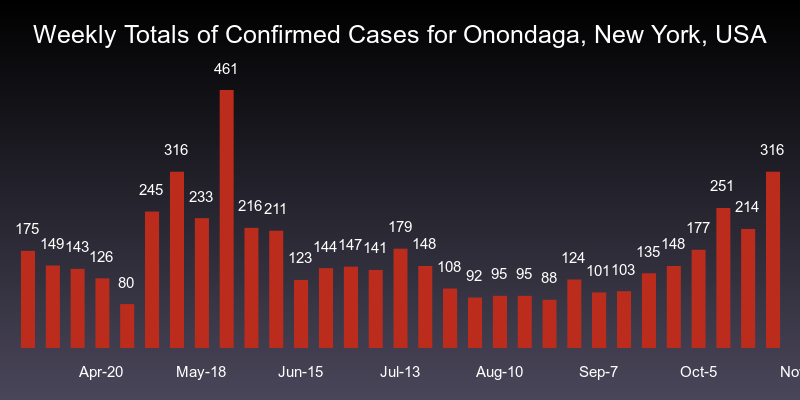 Weekly Totals of Confirmed Cases for Onondaga, New York, USA
175 149 143 126 80 245 316 233 461 216 211 123 144 147 141 179 148 108 92 95 95 88 124 101 103 135 148 177 251 214 316
Apr-20 May-18 Jun-15 Jul-13 Aug-10 Sep-7 Oct-5